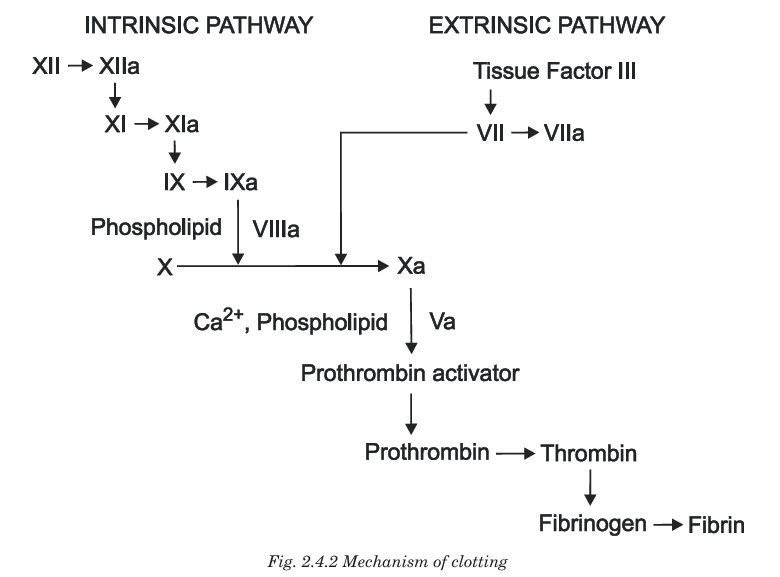 INTRINSIC PATHWAY EXTRINSIC PATHWAY
XII → XIIa Tissue Factor III
XI → XIa VII → VIIa
IX → IXa
Phospholipid VIIIa
X Xa
Ca²⁺, Phospholipid Va
Prothrombin activator
Prothrombin → Thrombin
Fibrinogen → Fibrin
Fig. 2.4.2 Mechanism of clotting